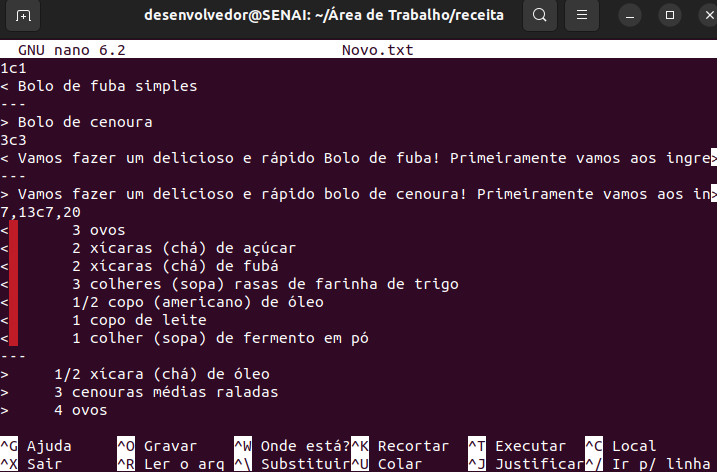 desenvolvedor@SENAI: ~/Área de Trabalho/receita
GNU nano 6.2 Novo.txt
1c1
< Bolo de fuba simples
---
> Bolo de cenoura
3c3
< Vamos fazer um delicioso e rápido Bolo de fuba! Primeiramente vamos aos ingre>
---
> Vamos fazer um delicioso e rápido bolo de cenoura! Primeiramente vamos aos in>
7,13c7,20
< 3 ovos
< 2 xícaras (chá) de açúcar
< 2 xícaras (chá) de fubá
< 3 colheres (sopa) rasas de farinha de trigo
< 1/2 copo (americano) de óleo
< 1 copo de leite
< 1 colher (sopa) de fermento em pó
---
> 1/2 xícara (chá) de óleo
> 3 cenouras médias raladas
> 4 ovos
^G Ajuda ^O Gravar ^W Onde está? ^K Recortar ^T Executar ^C Local
^X Sair ^R Ler o arq ^\ Substituir ^U Colar ^J Justificar ^/ Ir p/ linha